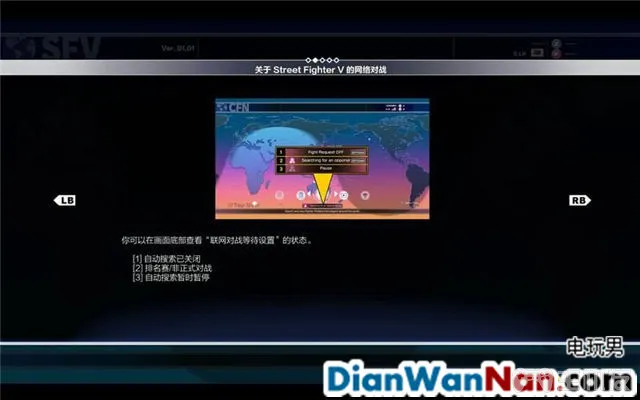 SFV
Ver_01.01
关于 Street Fighter V 的网络对战
CFN
1 Fight Request OFF
2 Searching for an opponent
3 Pause
LB
RB
你可以在画面底部查看“联网对战等待设置”的状态。
[1] 自动搜索已关闭
[2] 排名赛/非正式对战
[3] 自动搜索暂时暂停
电玩男
DianWanNan.com